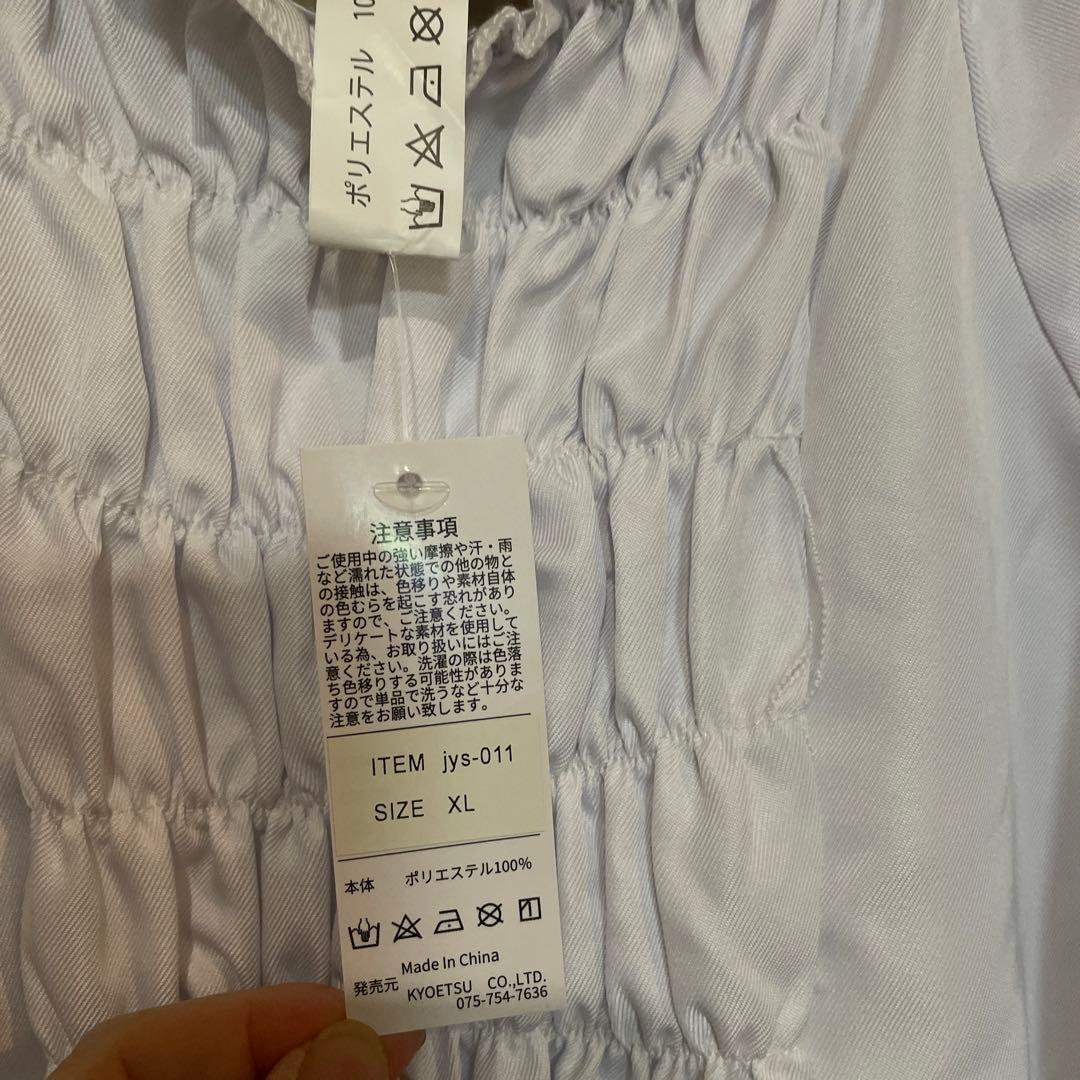 ポリエステル 10
注意事項
ご使用中の強い摩擦や汗・雨
など濡れた状態での他の物と
の接触は、色移りや素材自体
の色むらを起こす恐れがあり
ますので、ご注意ください。
デリケートな素材を使用して
いる為、お取り扱いにはご注
意ください。洗濯の際は色落
ち色移りする可能性がありま
すので単品で洗うなど十分な
注意をお願い致します。
ITEM jys-011
SIZE XL
本体 ポリエステル100%
Made In China
発売元 KYOETSU CO.,LTD.
075-754-7636